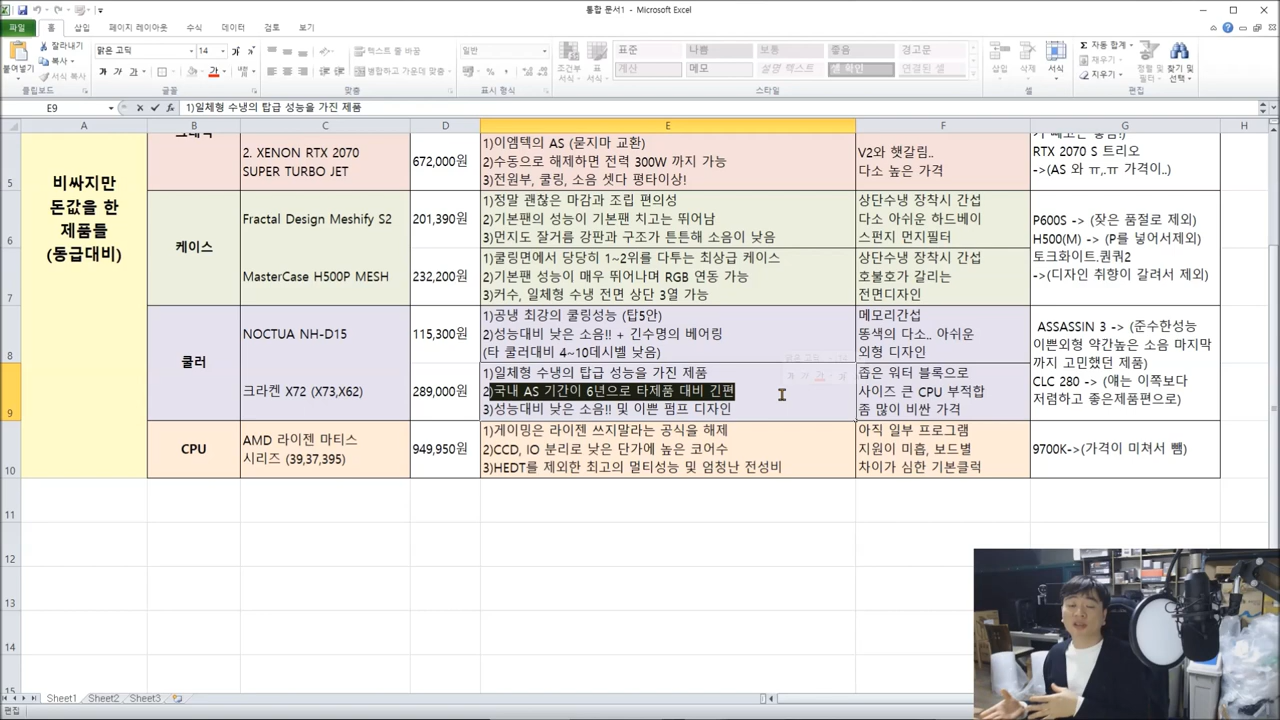 통합 문서1 - Microsoft Excel
파일 홈 삽입 페이지 레이아웃 수식 데이터 검토 보기
붙여넣기
잘라내기
복사
서식 복사
클립보드
맑은 고딕 14
글꼴
텍스트 줄 바꿈
병합하고 가운데 맞춤
맞춤
일반
표시 형식
조건부 서식
표준 나쁨 보통 좋음 경고문
계산 메모 설명 텍스트 셀 확인 연결된 셀
스타일
삽입 삭제 서식
셀
자동 합계
채우기
지우기
정렬 및 필터
찾기 및 선택
편집
E9
1)일체형 수냉의 탑급 성능을 가진 제품
A B C D E F G H
5
비싸지만
돈값을 한
제품들
(동급대비)
그래픽
2. XENON RTX 2070
SUPER TURBO JET
672,000원
1)이엠텍의 AS (묻지마 교환)
2)수동으로 해제하면 전력 300W 까지 가능
3)전원부, 쿨링, 소음 셋다 평타이상!
V2와 햇갈림..
다소 높은 가격
RTX 2070 S 트리오
->(AS 와 ㅠ,.ㅠ 가격이..)
6
케이스
Fractal Design Meshify S2
201,390원
1)정말 괜찮은 마감과 조립 편의성
2)기본팬의 성능이 기본팬 치고는 뛰어남
3)먼지도 잘거름 강판과 구조가 튼튼해 소음이 낮음
상단수냉 장착시 간섭
다소 아쉬운 하드베이
스펀지 먼지필터
P600S -> (잦은 품절로 제외)
H500(M) -> (P를 넣어서제외)
토크화이트.퀀쿼2
->(디자인 취향이 갈려서 제외)
7
MasterCase H500P MESH
232,200원
1)쿨링면에서 당당히 1~2위를 다투는 최상급 케이스
2)기본팬 성능이 매우 뛰어나며 RGB 연동 가능
3)커수, 일체형 수냉 전면 상단 3열 가능
상단수냉 장착시 간섭
호불호가 갈리는
전면디자인
8
쿨러
NOCTUA NH-D15
115,300원
1)공냉 최강의 쿨링성능 (탑5안)
2)성능대비 낮은 소음!! + 긴수명의 베어링
(타 쿨러대비 4~10데시벨 낮음)
메모리간섭
똥색의 다소.. 아쉬운
외형 디자인
ASSASSIN 3 -> (준수한성능
이쁜외형 약간높은 소음 마지막
까지 고민했던 제품)
CLC 280 -> (얘는 이쪽보다
저렴하고 좋은제품편으로)
9
크라켄 X72 (X73,X62)
289,000원
1)일체형 수냉의 탑급 성능을 가진 제품
2)국내 AS 기간이 6년으로 타제품 대비 긴편
3)성능대비 낮은 소음!! 및 이쁜 펌프 디자인
좁은 워터 블록으로
사이즈 큰 CPU 부적합
좀 많이 비싼 가격
10
CPU
AMD 라이젠 마티스
시리즈 (39,37,395)
949,950원
1)게이밍은 라이젠 쓰지말라는 공식을 해제
2)CCD, IO 분리로 낮은 단가에 높은 코어수
3)HEDT를 제외한 최고의 멀티성능 및 엄청난 전성비
아직 일부 프로그램
지원이 미흡, 보드별
차이가 심한 기본클럭
9700K->(가격이 미쳐서 뺌)
11
12
13
14
15
Sheet1 Sheet2 Sheet3
편집